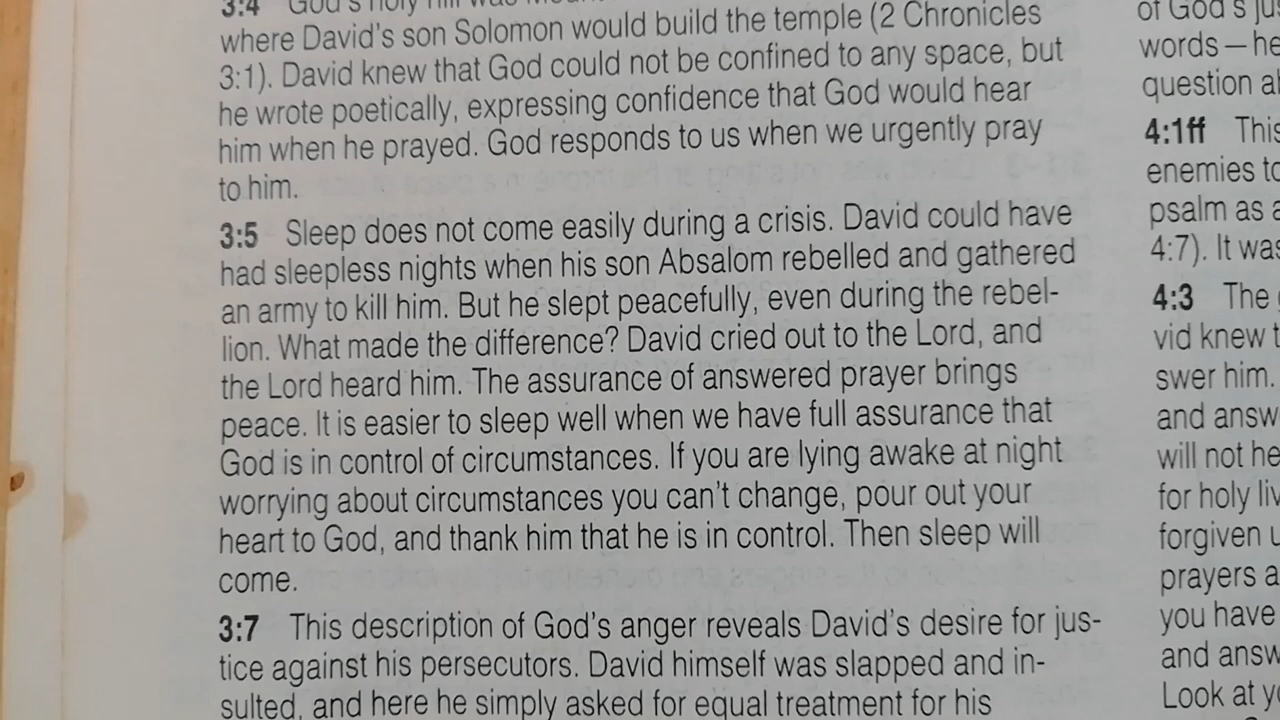 3:4 God's holy hill was
where David's son Solomon would build the temple (2 Chronicles
3:1). David knew that God could not be confined to any space, but
he wrote poetically, expressing confidence that God would hear
him when he prayed. God responds to us when we urgently pray
to him.
3:5 Sleep does not come easily during a crisis. David could have
had sleepless nights when his son Absalom rebelled and gathered
an army to kill him. But he slept peacefully, even during the rebel-
lion. What made the difference? David cried out to the Lord, and
the Lord heard him. The assurance of answered prayer brings
peace. It is easier to sleep well when we have full assurance that
God is in control of circumstances. If you are lying awake at night
worrying about circumstances you can't change, pour out your
heart to God, and thank him that he is in control. Then sleep will
come.
3:7 This description of God's anger reveals David's desire for jus-
tice against his persecutors. David himself was slapped and in-
sulted, and here he simply asked for equal treatment for his
of God's
words — he
question
4:1ff This
enemies
psalm as
4:7). It was
4:3 The
vid knew
swer him.
and answ
will not he
for holy liv
forgiven
prayers a
you have
and answ
Look at